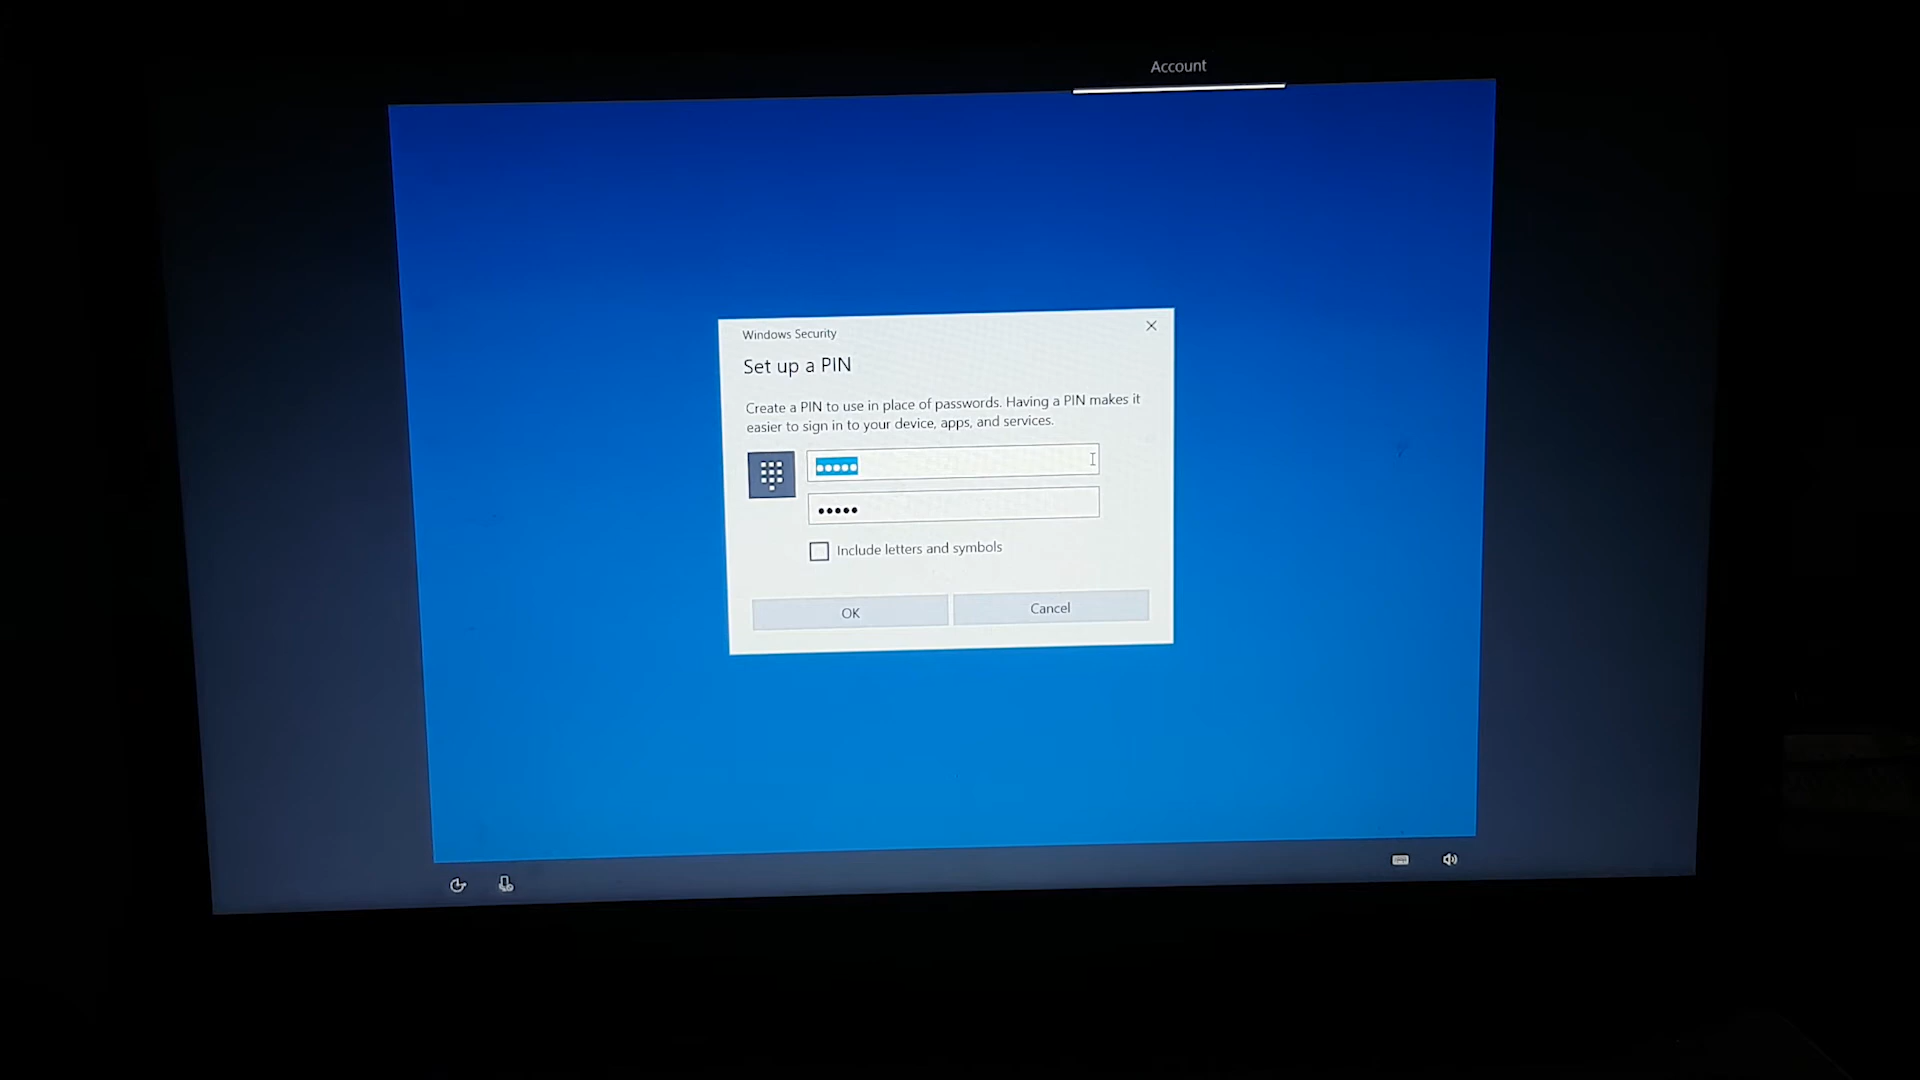 Account
Windows Security
Set up a PIN
Create a PIN to use in place of passwords. Having a PIN makes it
easier to sign in to your device, apps, and services.
Include letters and symbols
OK
Cancel